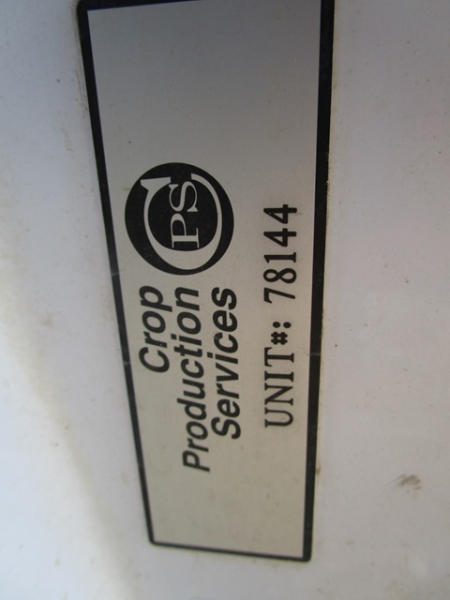 CPS
Crop
Production
Services
UNIT#: 78144